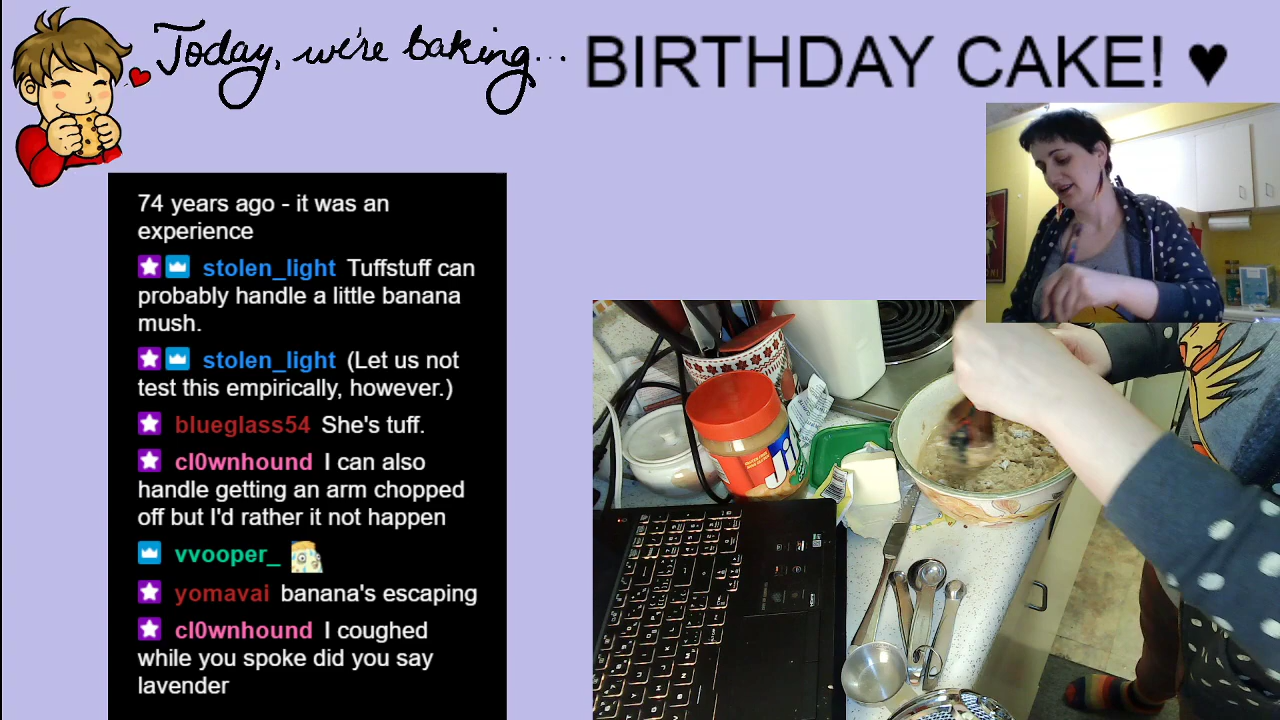 Today, we're baking... BIRTHDAY CAKE! ♥
74 years ago - it was an
experience
stolen_light Tuffstuff can
probably handle a little banana
mush.
stolen_light (Let us not
test this empirically, however.)
blueglass54 She's tuff.
cl0wnhound I can also
handle getting an arm chopped
off but I'd rather it not happen
vvooper_
yomavai banana's escaping
cl0wnhound I coughed
while you spoke did you say
lavender
Jif